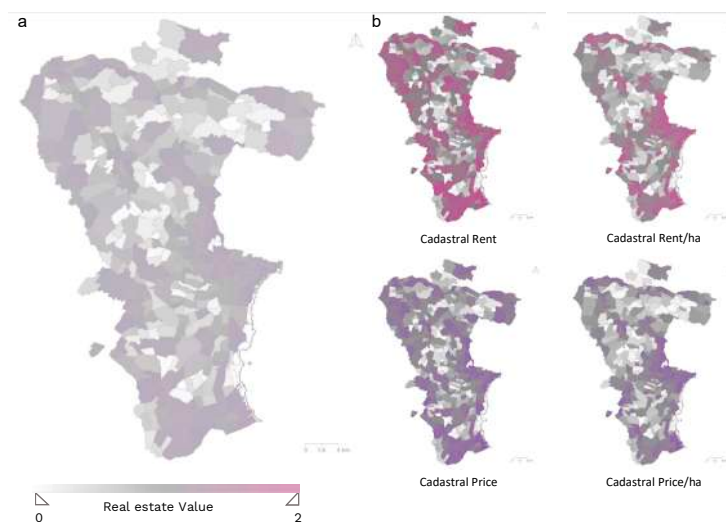 a
b
Cadastral Rent
Cadastral Rent/ha
Cadastral Price
Cadastral Price/ha
Real estate Value
0
2